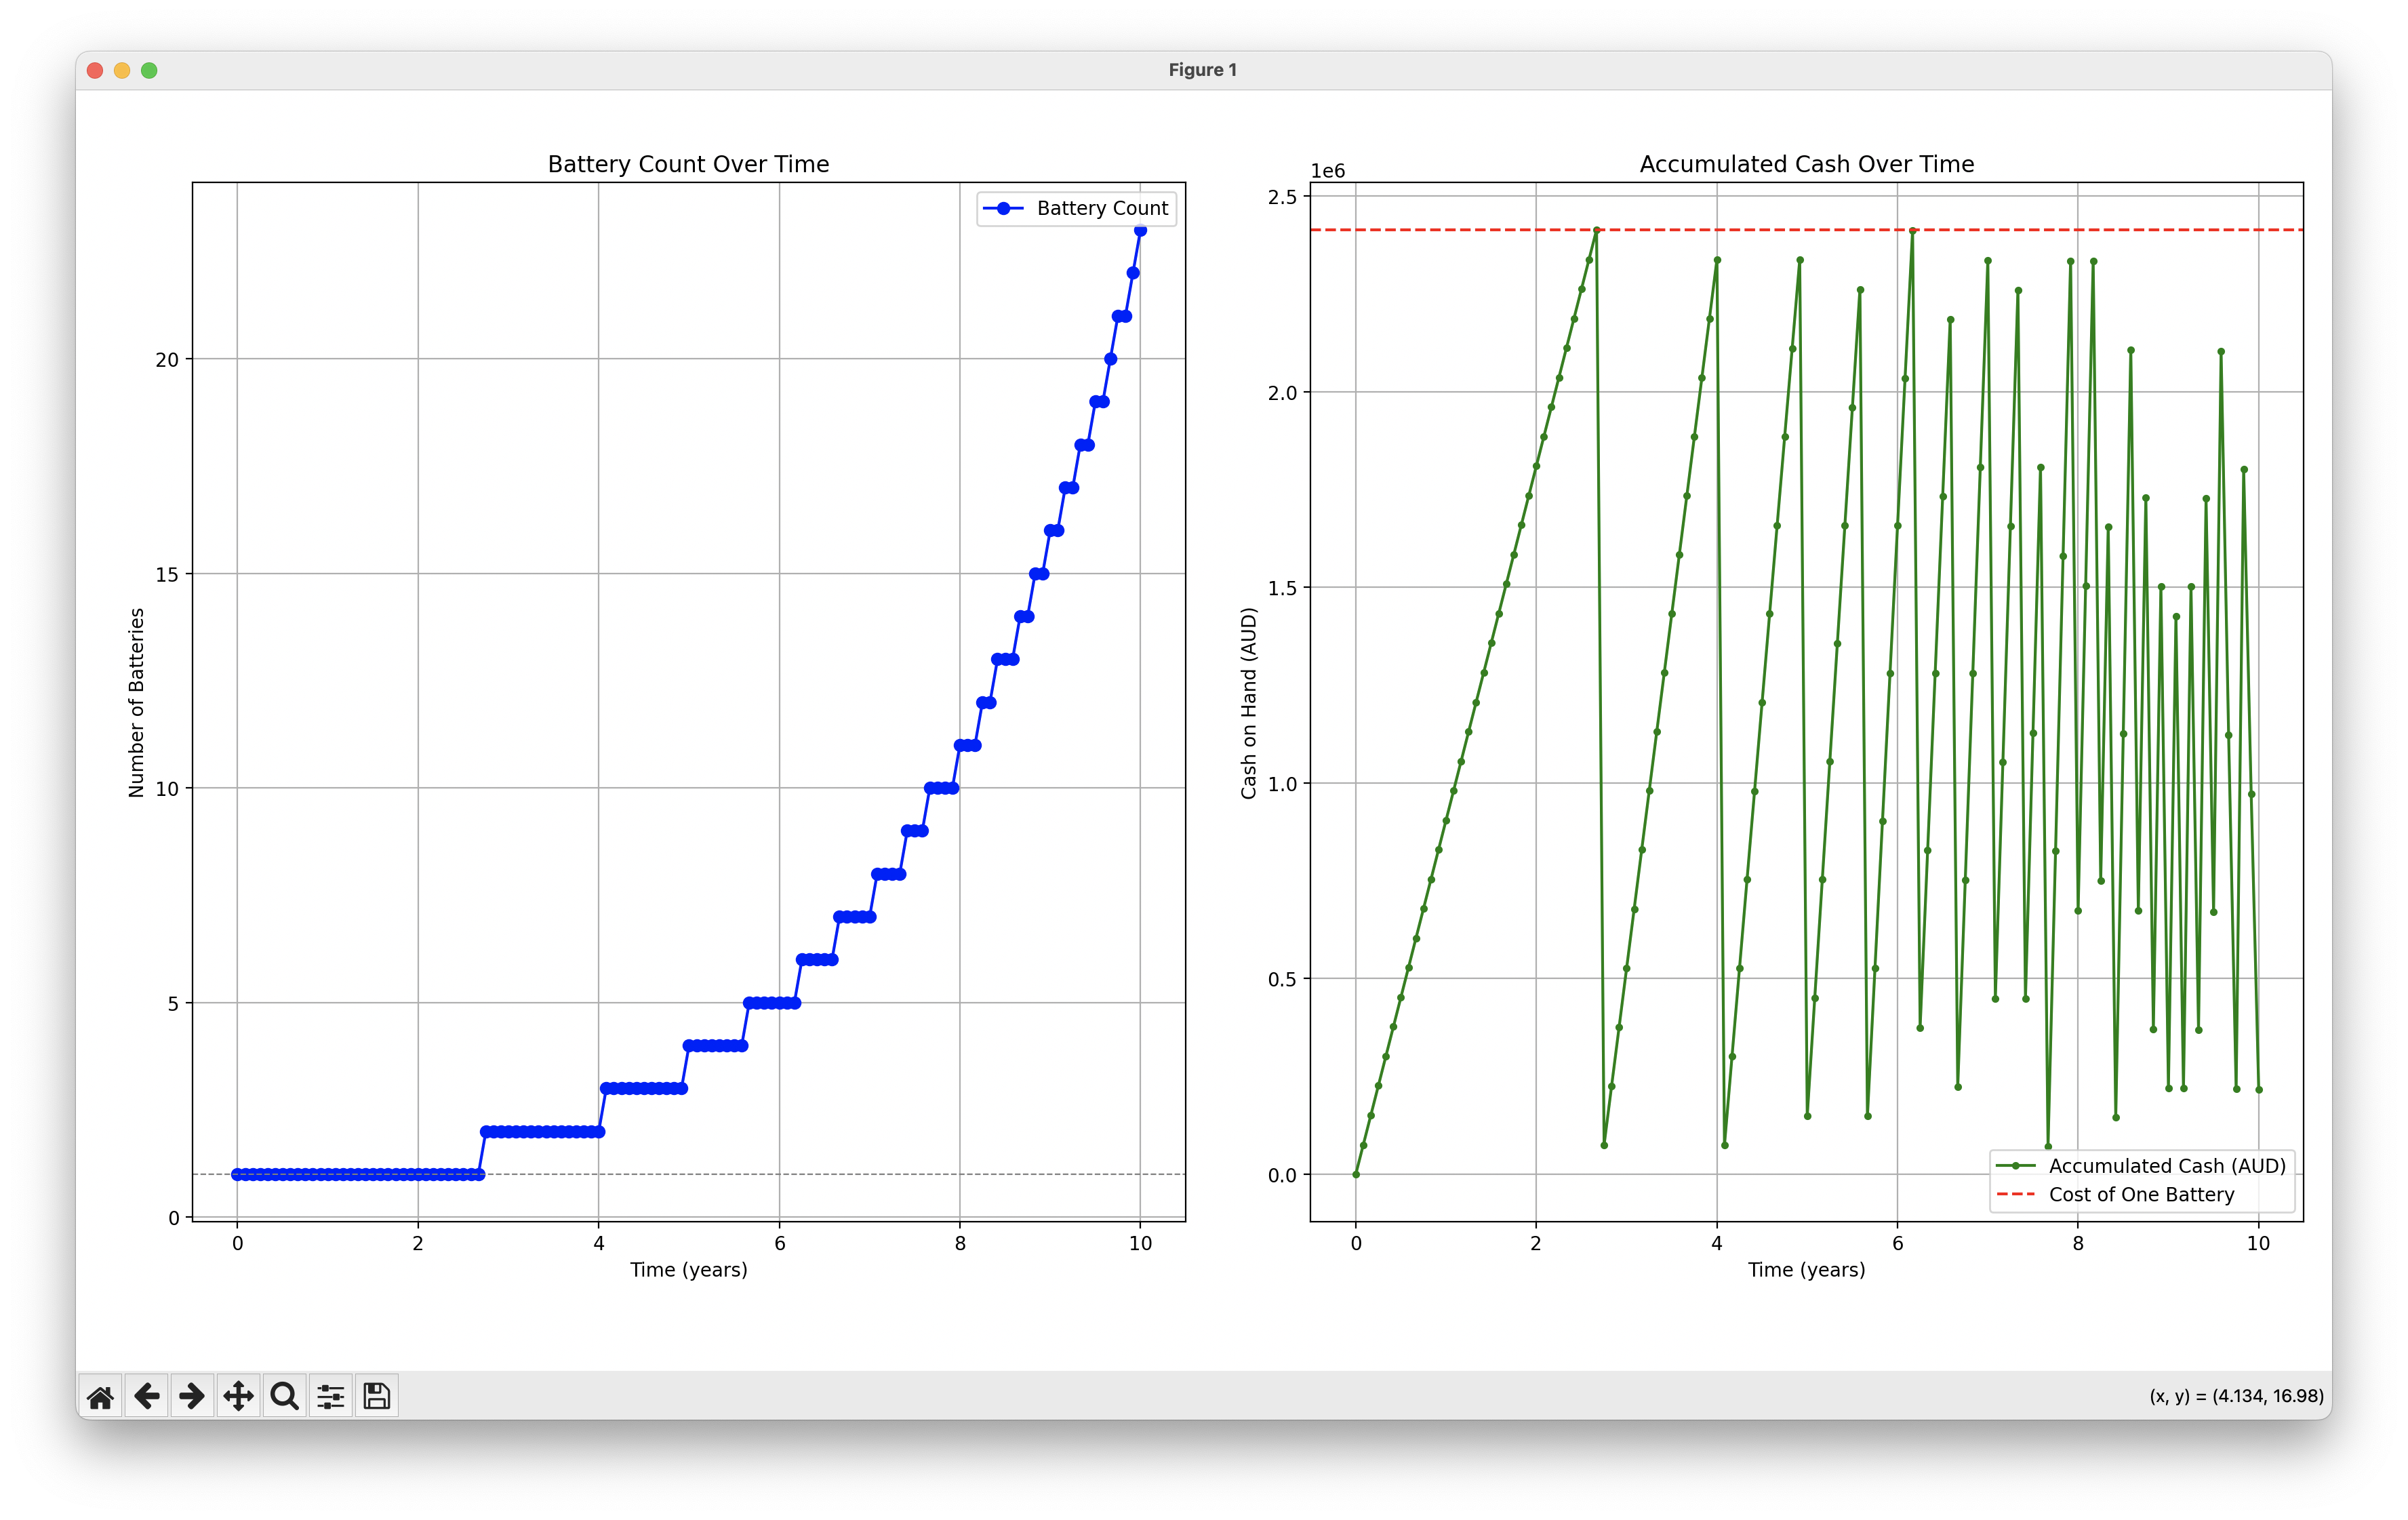 Figure 1
Battery Count Over Time
Battery Count
20
15
10
5
0
Number of Batteries
0 2 4 6 8 10
Time (years)
Accumulated Cash Over Time
1e6
2.5
2.0
1.5
1.0
0.5
0.0
Cash on Hand (AUD)
Accumulated Cash (AUD)
Cost of One Battery
0 2 4 6 8 10
Time (years)
(x, y) = (4.134, 16.98)